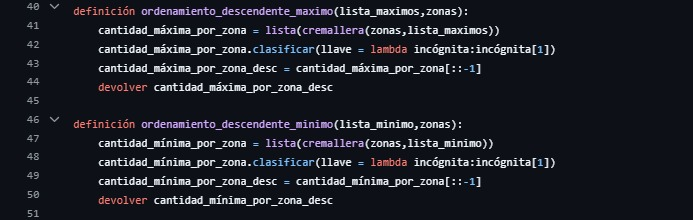 40 definición ordenamiento_descendente_maximo(lista_maximos,zonas):
41 cantidad_máxima_por_zona = lista(cremallera(zonas,lista_maximos))
42 cantidad_máxima_por_zona.clasificar(llave = lambda incógnita:incógnita[1])
43 cantidad_máxima_por_zona_desc = cantidad_máxima_por_zona[::-1]
44 devolver cantidad_máxima_por_zona_desc
45
46 definición ordenamiento_descendente_minimo(lista_minimo,zonas):
47 cantidad_mínima_por_zona = lista(cremallera(zonas,lista_minimo))
48 cantidad_mínima_por_zona.clasificar(llave = lambda incógnita:incógnita[1])
49 cantidad_mínima_por_zona_desc = cantidad_mínima_por_zona[::-1]
50 devolver cantidad_mínima_por_zona_desc
51